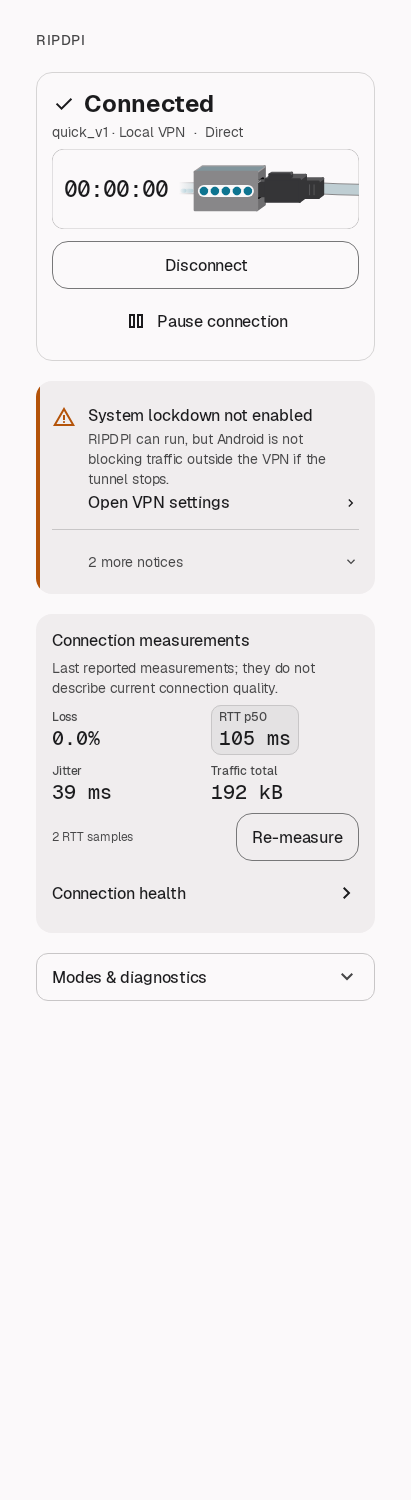 RIPDPI
Connected
quick_v1 · Local VPN · Direct
00:00:00
Disconnect
Pause connection
System lockdown not enabled
RIPDPI can run, but Android is not
blocking traffic outside the VPN if the
tunnel stops.
Open VPN settings
2 more notices
Connection measurements
Last reported measurements; they do not
describe current connection quality.
Loss
0.0%
RTT p50
105 ms
Jitter
39 ms
Traffic total
192 kB
2 RTT samples
Re-measure
Connection health
Modes & diagnostics